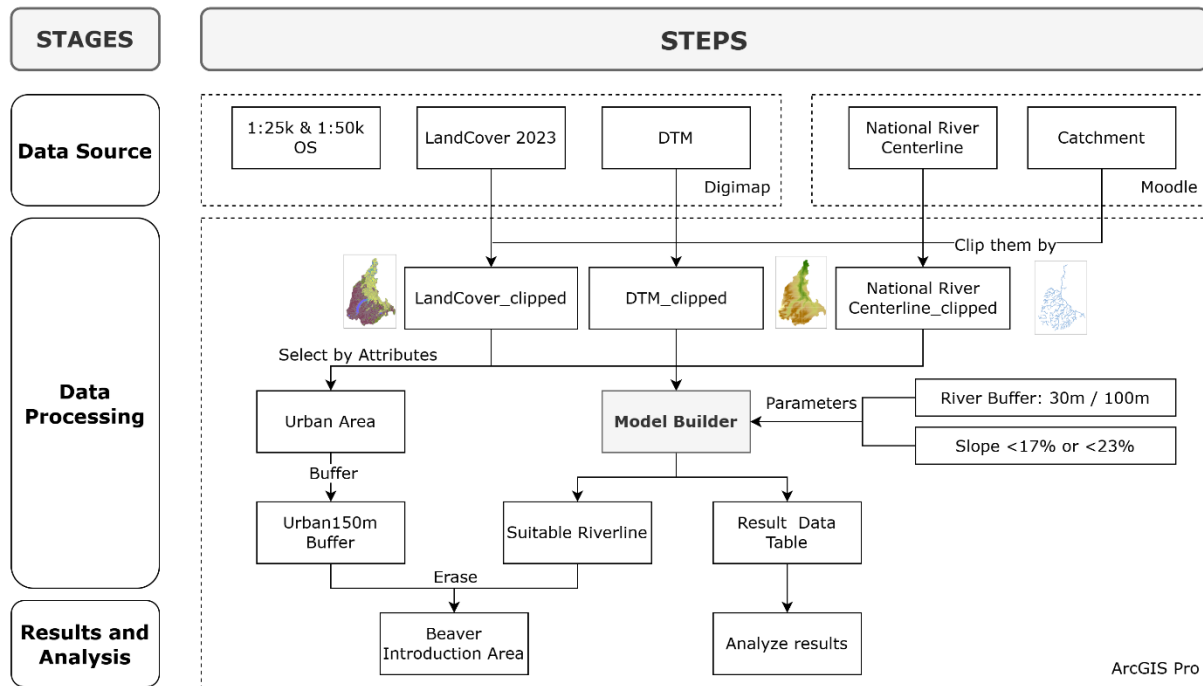 STAGES
STEPS
Data Source
1:25k & 1:50k
OS
LandCover 2023
DTM
Digimap
National River
Centerline
Catchment
Moodle
Data
Processing
Clip them by
LandCover_clipped
DTM_clipped
National River
Centerline_clipped
Select by Attributes
Urban Area
Model Builder
Parameters
River Buffer: 30m / 100m
Slope <17% or <23%
Buffer
Urban150m
Buffer
Suitable Riverline
Result Data
Table
Erase
Results and
Analysis
Beaver
Introduction Area
Analyze results
ArcGIS Pro